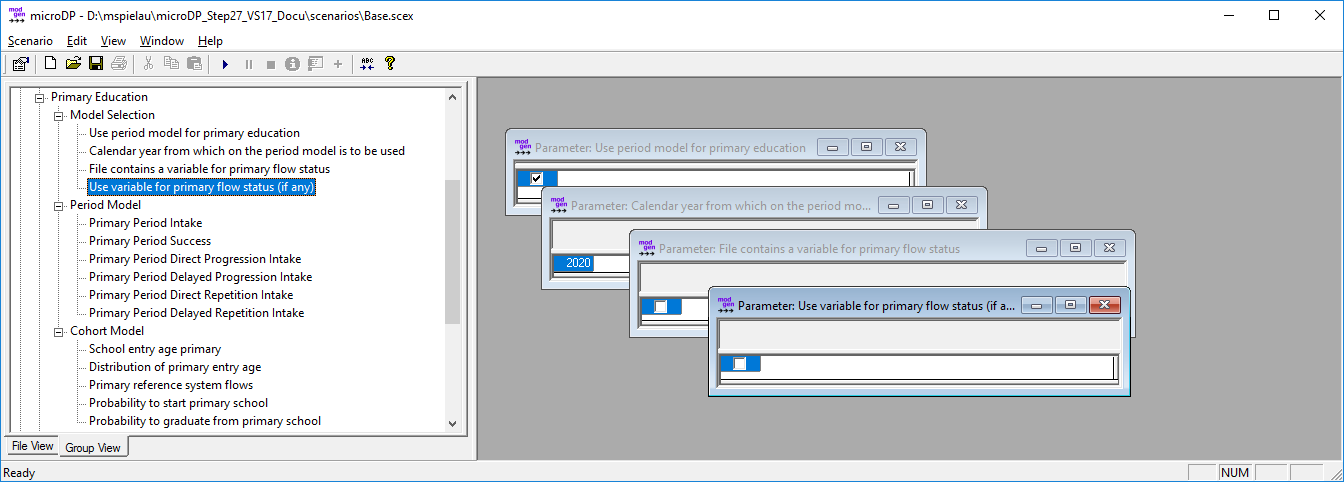 microDP - D:\mspielau\microDP_Step27_VS17_Docu\scenarios\Base.scex
Scenario Edit View Window Help
Primary Education
Model Selection
Use period model for primary education
Calendar year from which on the period model is to be used
File contains a variable for primary flow status
Use variable for primary flow status (if any)
Period Model
Primary Period Intake
Primary Period Success
Primary Period Direct Progression Intake
Primary Period Delayed Progression Intake
Primary Period Direct Repetition Intake
Primary Period Delayed Repetition Intake
Cohort Model
School entry age primary
Distribution of primary entry age
Primary reference system flows
Probability to start primary school
Probability to graduate from primary school
File View Group View
mod gen Parameter: Use period model for primary education
mod gen Parameter: Calendar year from which on the period mo...
2020
mod gen Parameter: File contains a variable for primary flow status
mod gen Parameter: Use variable for primary flow status (if a...
Ready NUM